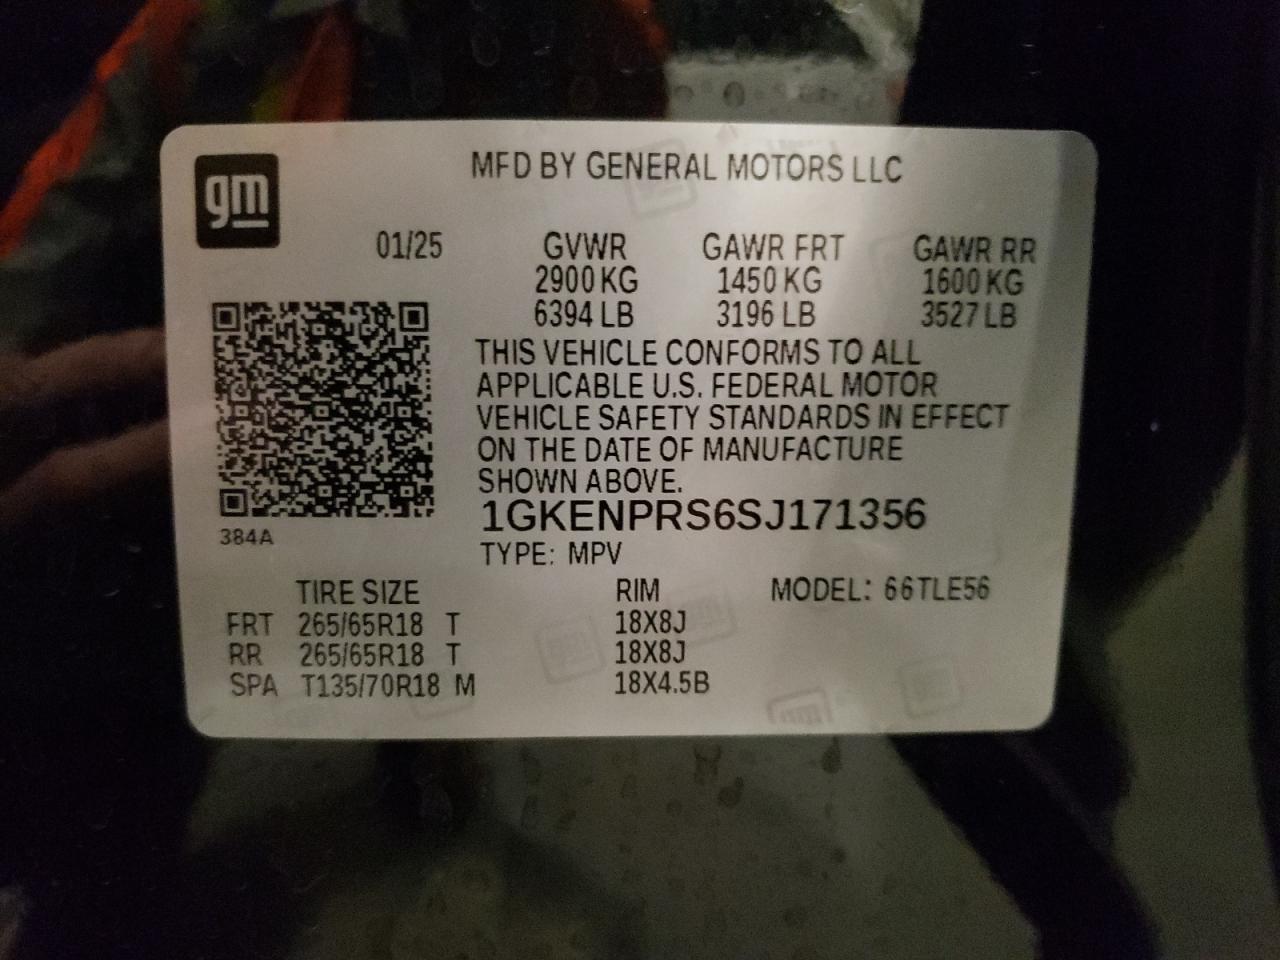 gm
MFD BY GENERAL MOTORS LLC
01/25 GVWR GAWR FRT GAWR RR
2900 KG 1450 KG 1600 KG
6394 LB 3196 LB 3527 LB
THIS VEHICLE CONFORMS TO ALL
APPLICABLE U.S. FEDERAL MOTOR
VEHICLE SAFETY STANDARDS IN EFFECT
ON THE DATE OF MANUFACTURE
SHOWN ABOVE.
1GKENPRS6SJ171356
384A
TYPE: MPV
TIRE SIZE RIM MODEL: 66TLE56
FRT 265/65R18 T 18X8J
RR 265/65R18 T 18X8J
SPA T135/70R18 M 18X4.5B